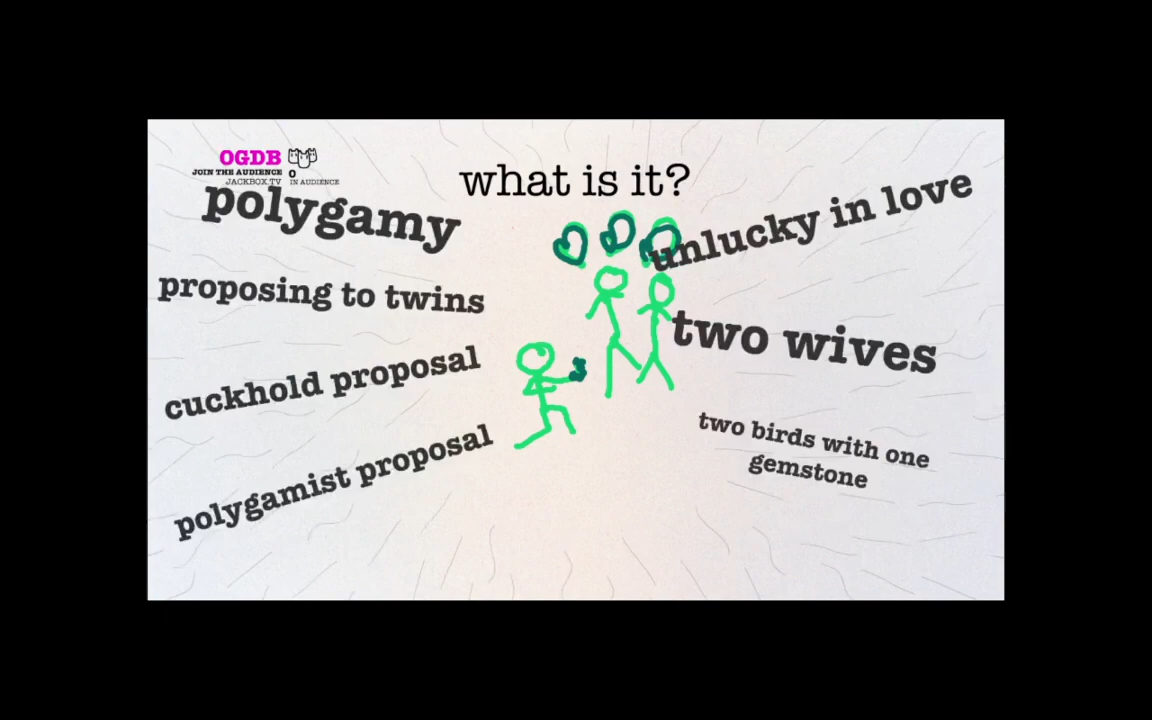 OGDB
JOIN THE AUDIENCE
JACKBOX.TV
0
IN AUDIENCE
what is it?
polygamy
proposing to twins
cuckhold proposal
polygamist proposal
unlucky in love
two wives
two birds with one
gemstone